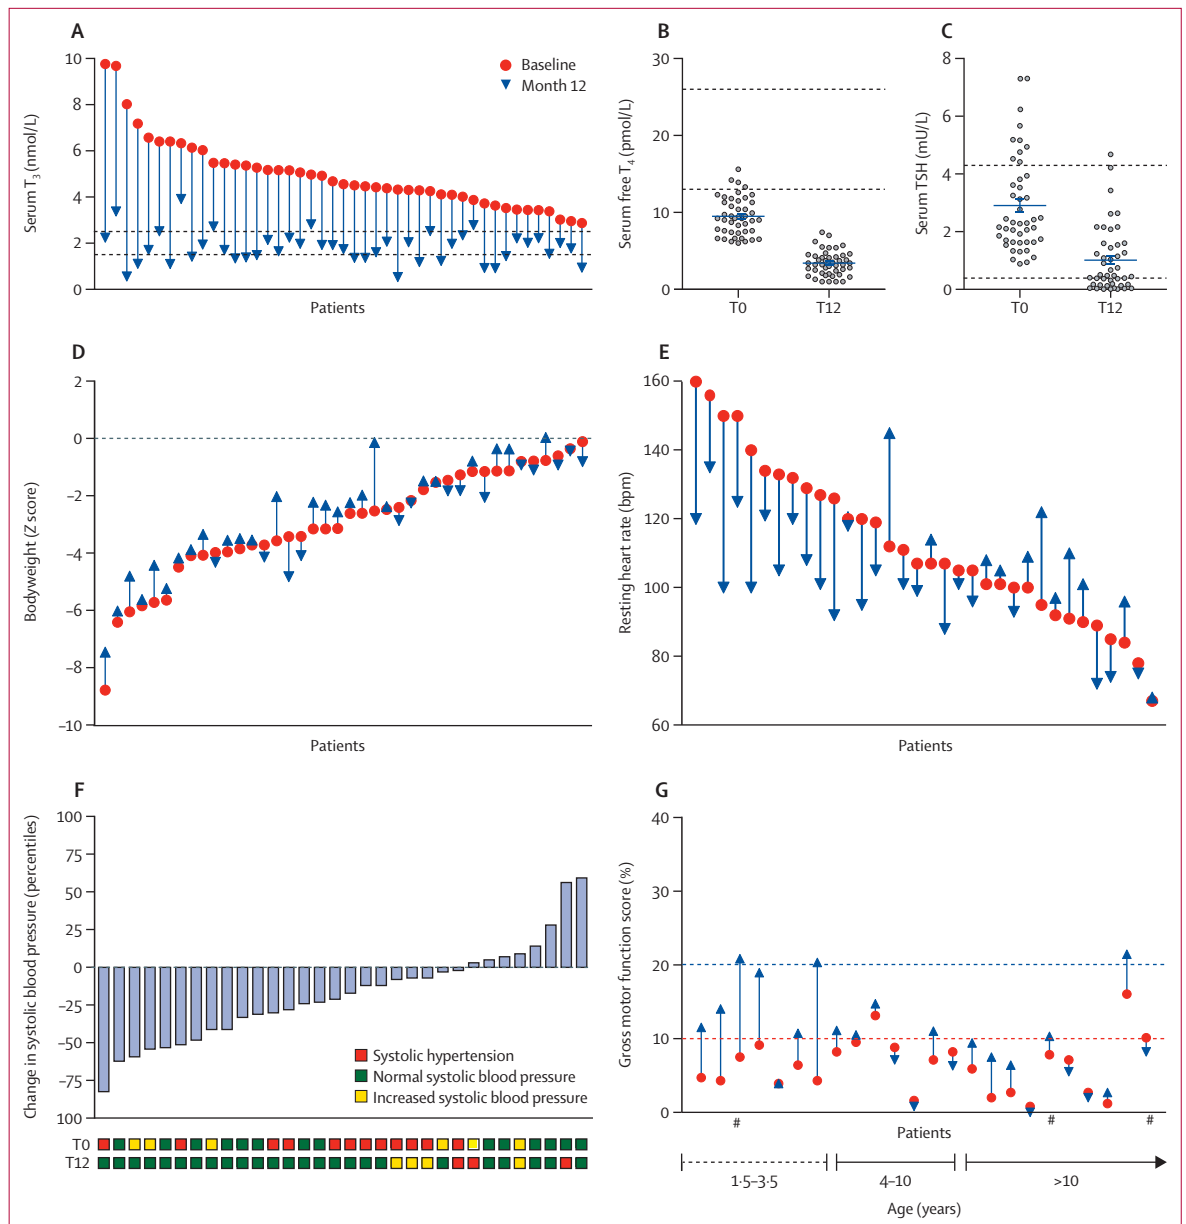 A
Serum T3 (nmol/L)
10
8
6
4
2
0
Baseline
Month 12
Patients
B
Serum free T4 (pmol/L)
30
20
10
0
T0
T12
C
Serum TSH (mU/L)
8
6
4
2
0
T0
T12
D
Bodyweight (Z score)
2
0
–2
–4
–6
–8
–10
Patients
E
Resting heart rate (bpm)
160
140
120
100
80
60
Patients
F
Change in systolic blood pressure (percentiles)
100
75
50
25
0
–25
–50
–75
100
Systolic hypertension
Normal systolic blood pressure
Increased systolic blood pressure
T0
T12
G
Gross motor function score (%)
40
30
20
10
0
# # #
Patients
1·5–3·5 4–10 >10
Age (years)